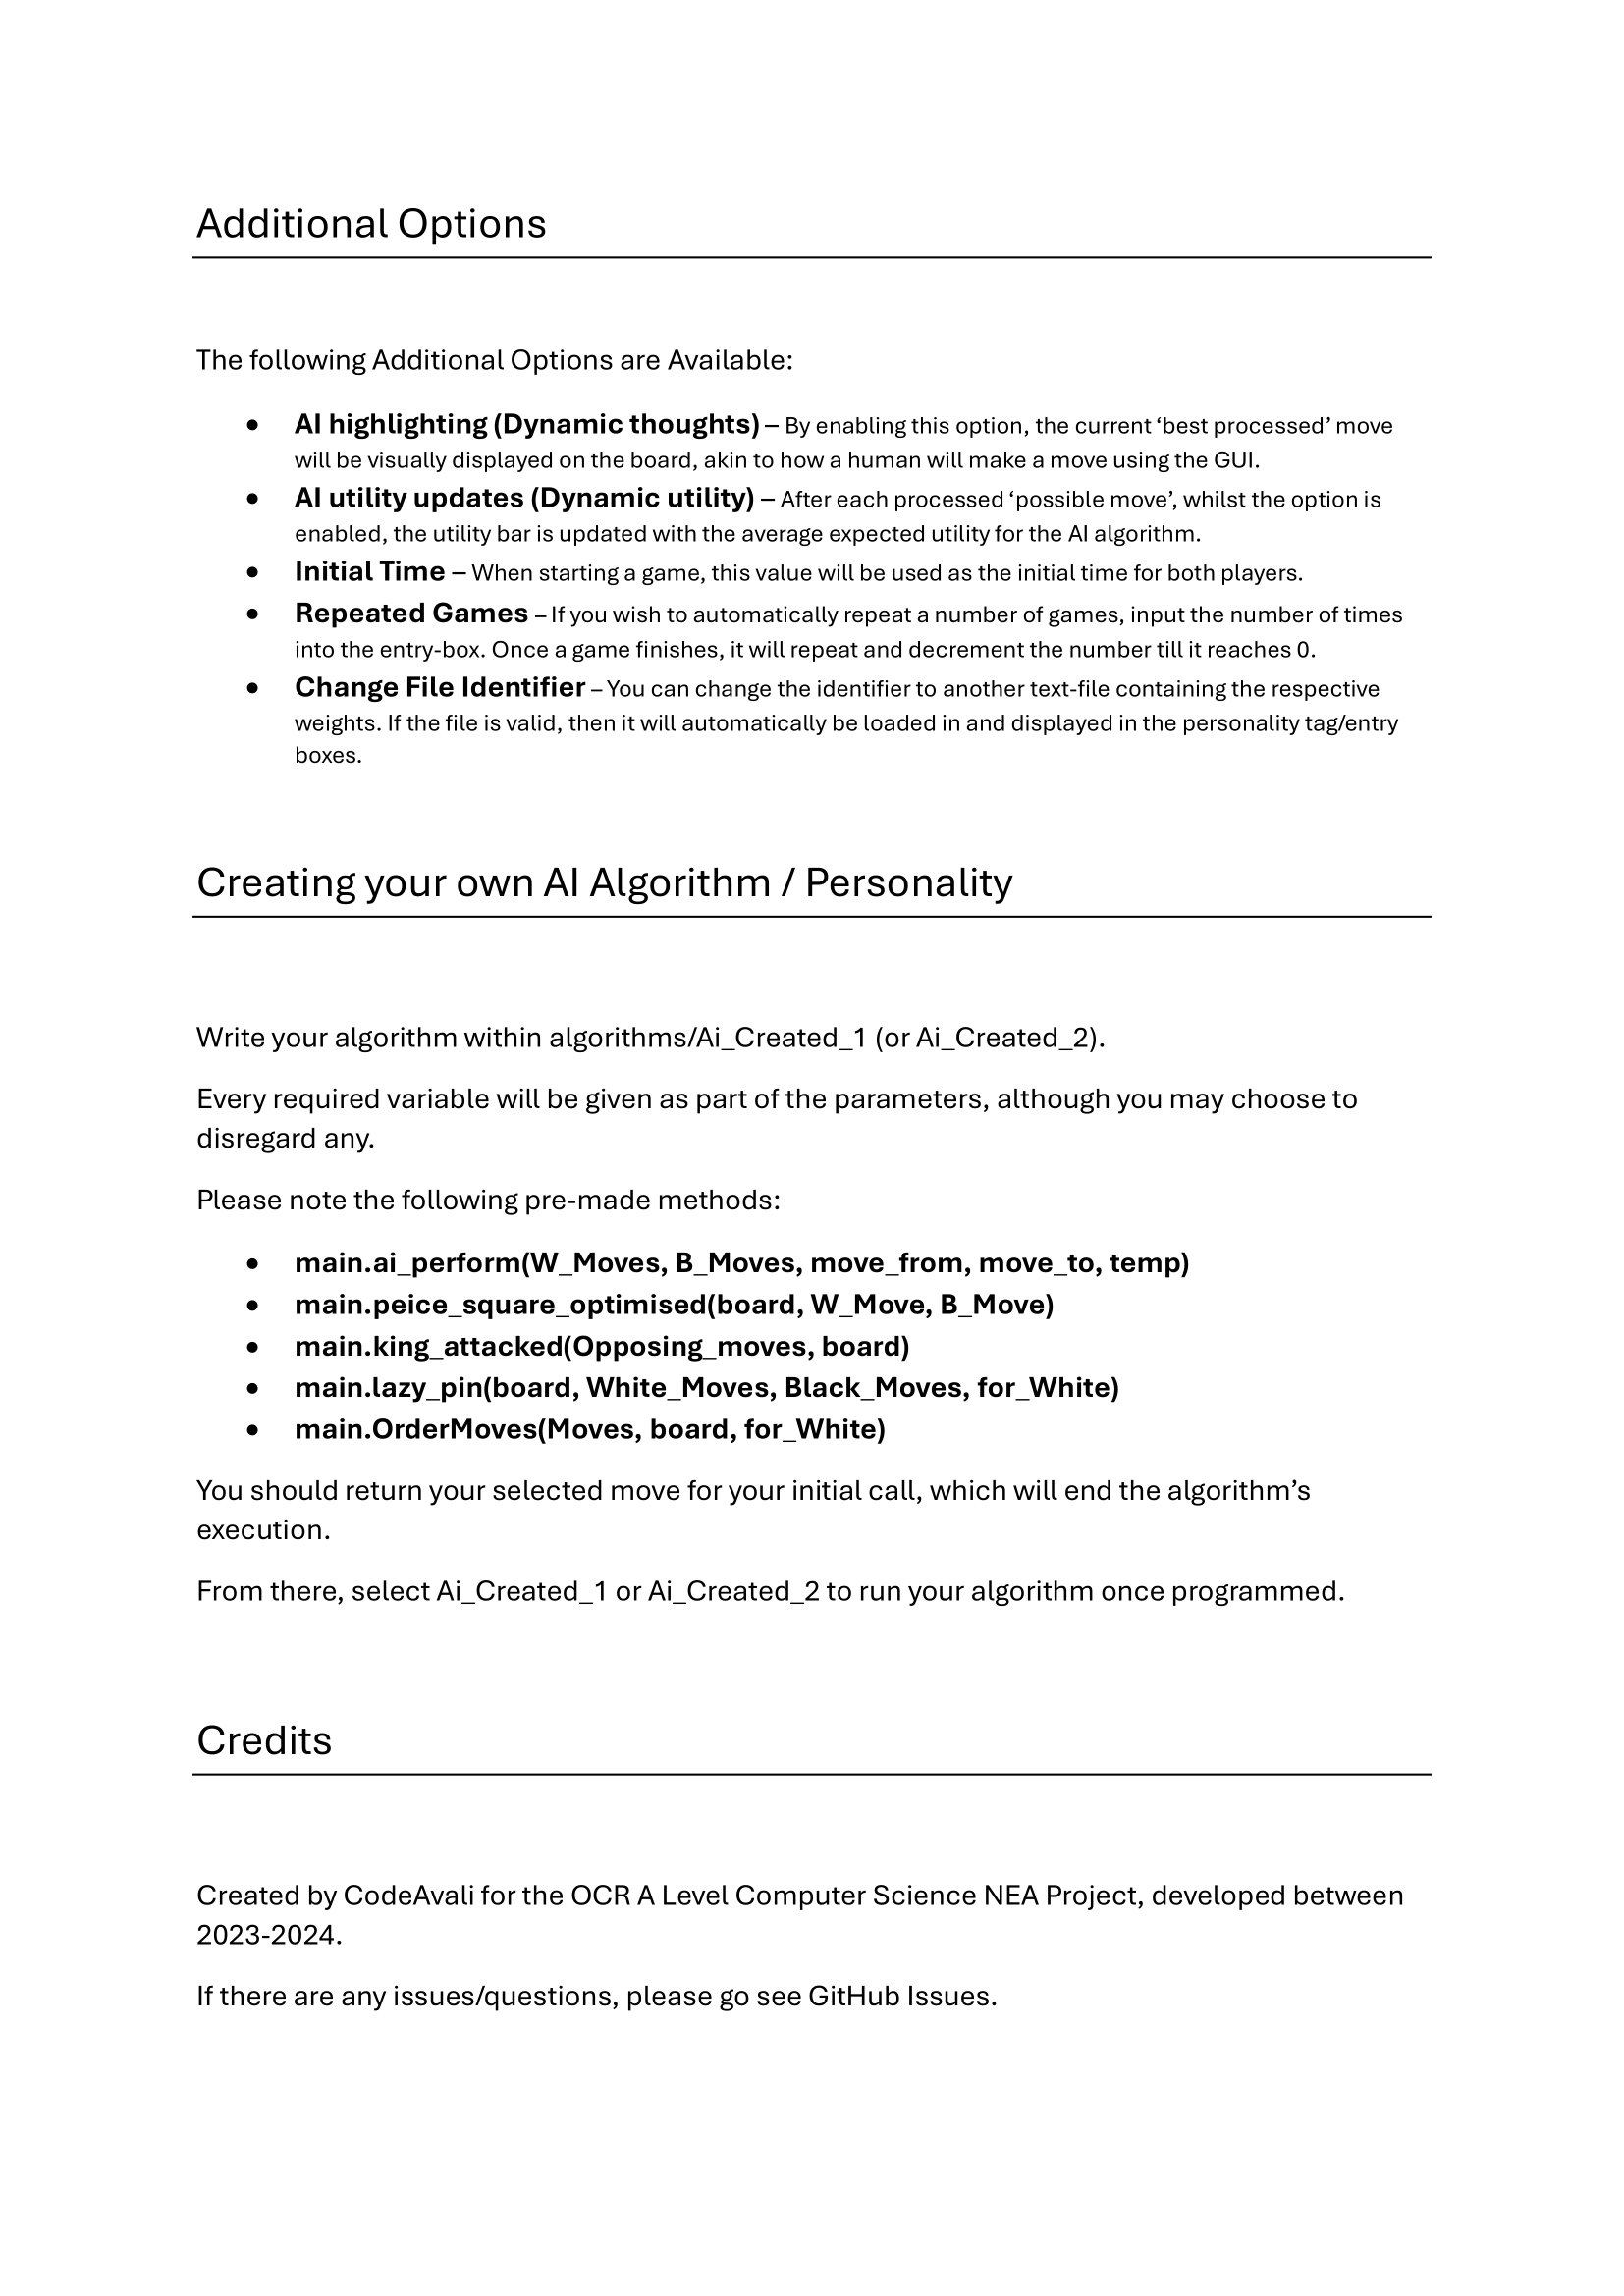 Additional Options
The following Additional Options are Available:
• AI highlighting (Dynamic thoughts) – By enabling this option, the current ‘best processed’ move
will be visually displayed on the board, akin to how a human will make a move using the GUI.
• AI utility updates (Dynamic utility) – After each processed ‘possible move’, whilst the option is
enabled, the utility bar is updated with the average expected utility for the AI algorithm.
• Initial Time – When starting a game, this value will be used as the initial time for both players.
• Repeated Games – If you wish to automatically repeat a number of games, input the number of times
into the entry-box. Once a game finishes, it will repeat and decrement the number till it reaches 0.
• Change File Identifier – You can change the identifier to another text-file containing the respective
weights. If the file is valid, then it will automatically be loaded in and displayed in the personality tag/entry
boxes.
Creating your own AI Algorithm / Personality
Write your algorithm within algorithms/Ai_Created_1 (or Ai_Created_2).
Every required variable will be given as part of the parameters, although you may choose to
disregard any.
Please note the following pre-made methods:
• main.ai_perform(W_Moves, B_Moves, move_from, move_to, temp)
• main.peice_square_optimised(board, W_Move, B_Move)
• main.king_attacked(Opposing_moves, board)
• main.lazy_pin(board, White_Moves, Black_Moves, for_White)
• main.OrderMoves(Moves, board, for_White)
You should return your selected move for your initial call, which will end the algorithm’s
execution.
From there, select Ai_Created_1 or Ai_Created_2 to run your algorithm once programmed.
Credits
Created by CodeAvali for the OCR A Level Computer Science NEA Project, developed between
2023-2024.
If there are any issues/questions, please go see GitHub Issues.